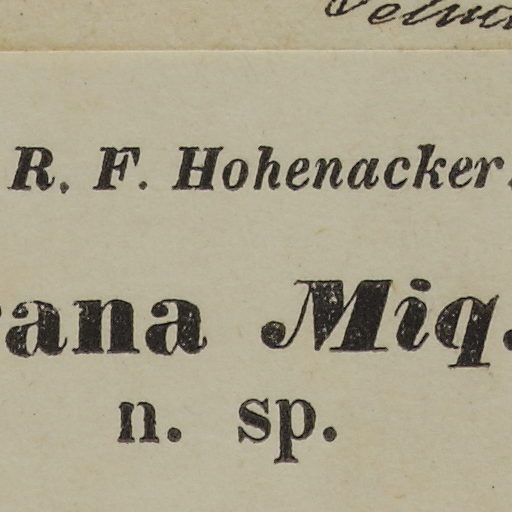 R. F. Hohenacker.
ana Miq.
n. sp.